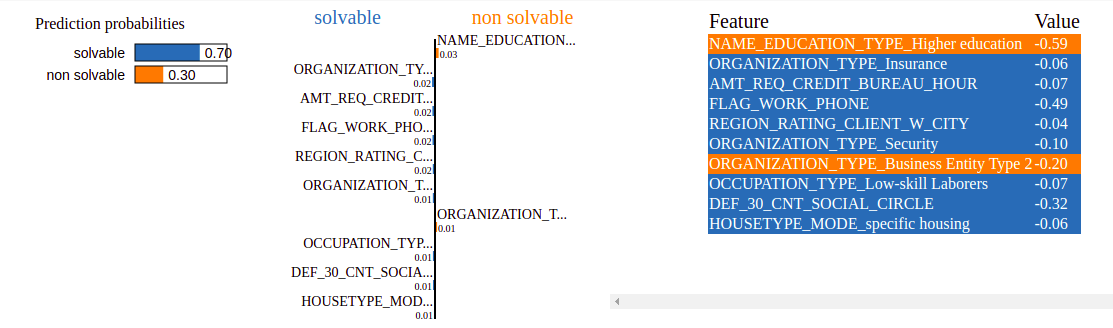 Prediction probabilities
solvable 0.70
non solvable 0.30
solvable non solvable
NAME_EDUCATION...
0.03
ORGANIZATION_TY...
0.02
AMT_REQ_CREDIT...
0.02
FLAG_WORK_PHO...
0.02
REGION_RATING_C...
0.02
ORGANIZATION_T...
0.01
ORGANIZATION_T...
0.01
OCCUPATION_TYP...
0.01
DEF_30_CNT_SOCIA...
0.01
HOUSETYPE_MOD...
0.01
Feature Value
NAME_EDUCATION_TYPE_Higher education -0.59
ORGANIZATION_TYPE_Insurance -0.06
AMT_REQ_CREDIT_BUREAU_HOUR -0.07
FLAG_WORK_PHONE -0.49
REGION_RATING_CLIENT_W_CITY -0.04
ORGANIZATION_TYPE_Security -0.10
ORGANIZATION_TYPE_Business Entity Type 2 -0.20
OCCUPATION_TYPE_Low-skill Laborers -0.07
DEF_30_CNT_SOCIAL_CIRCLE -0.32
HOUSETYPE_MODE_specific housing -0.06